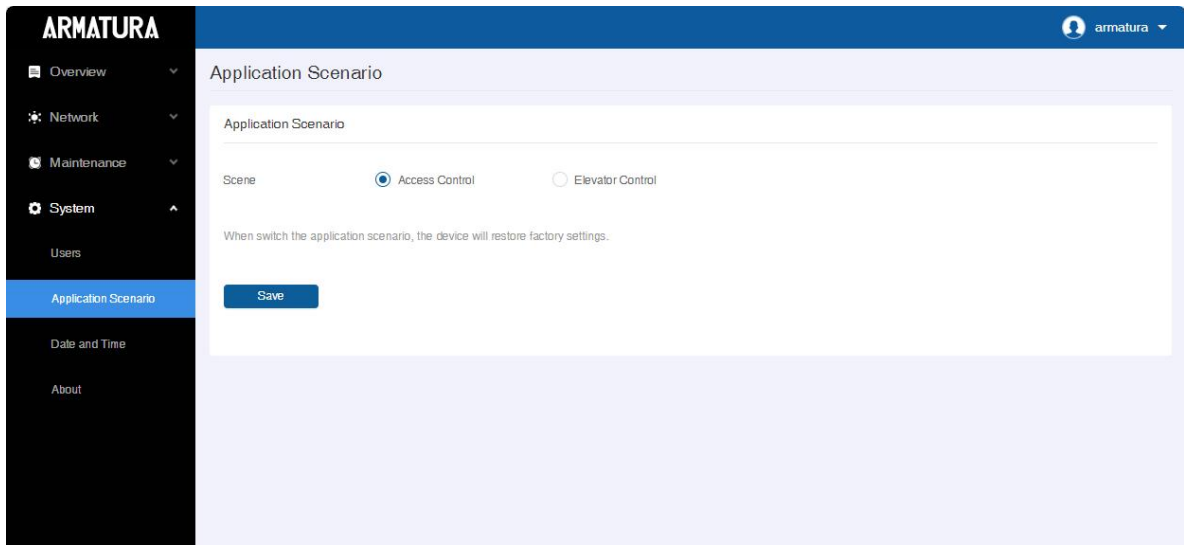 ARMATURA
armatura
Overview
Network
Maintenance
System
Users
Application Scenario
Date and Time
About
Application Scenario
Application Scenario
Scene Access Control Elevator Control
When switch the application scenario, the device will restore factory settings.
Save